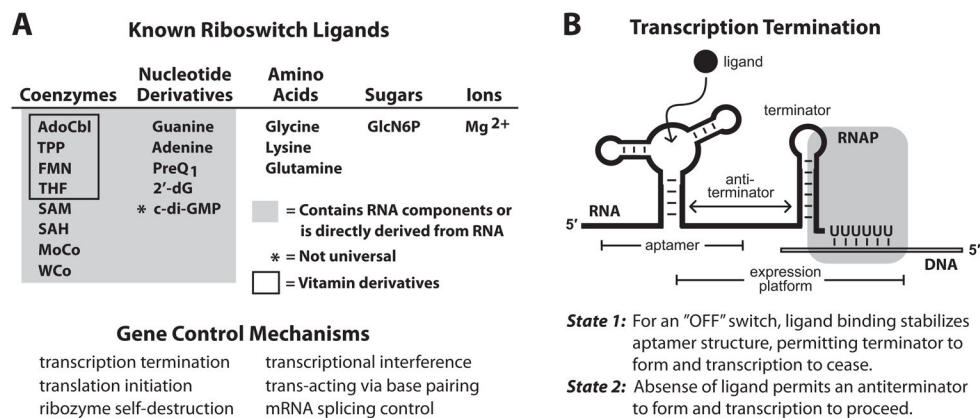 A
Known Riboswitch Ligands
Coenzymes
Nucleotide
Derivatives
Amino
Acids
Sugars
Ions
AdoCbl
TPP
FMN
THF
SAM
SAH
MoCo
WCo
Guanine
Adenine
PreQ1
2′-dG
* c-di-GMP
Glycine
Lysine
Glutamine
GlcN6P
Mg2+
= Contains RNA components or
is directly derived from RNA
* = Not universal
= Vitamin derivatives
Gene Control Mechanisms
transcription termination
translation initiation
ribozyme self-destruction
transcriptional interference
trans-acting via base pairing
mRNA splicing control
B
Transcription Termination
ligand
terminator
RNAP
anti-
terminator
5′
RNA
UUUUUU
5′
DNA
aptamer
expression
platform
State 1: For an "OFF" switch, ligand binding stabilizes
aptamer structure, permitting terminator to
form and transcription to cease.
State 2: Absense of ligand permits an antiterminator
to form and transcription to proceed.